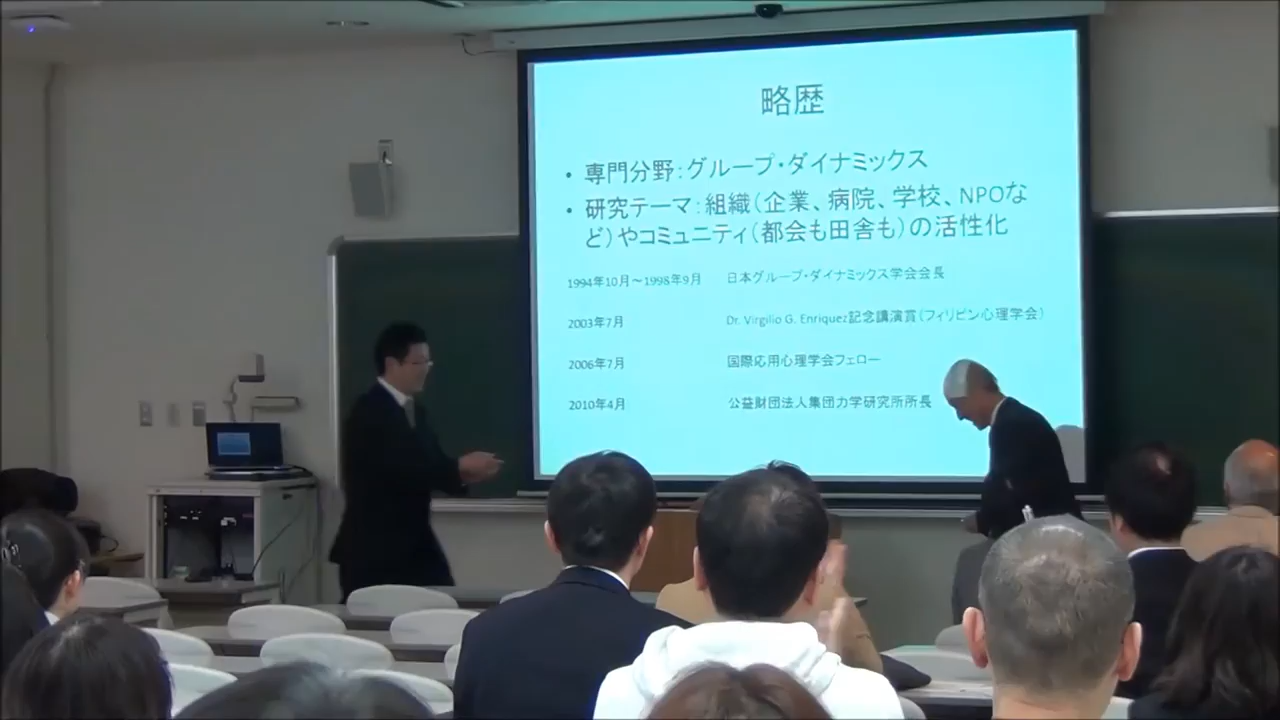 略歴
• 専門分野：グループ・ダイナミックス
• 研究テーマ：組織（企業、病院、学校、NPOな
ど）やコミュニティ（都会も田舎も）の活性化
1994年10月～1998年9月 日本グループ・ダイナミックス学会会長
2003年7月 Dr. Virgilio G. Enriquez記念講演賞（フィリピン心理学会）
2006年7月 国際応用心理学会フェロー
2010年4月 公益財団法人集団力学研究所所長